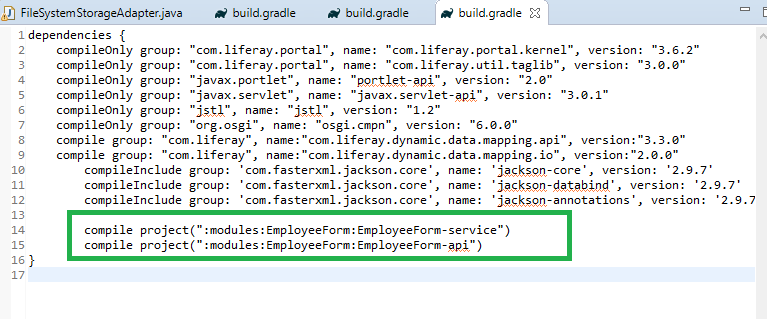 FileSystemStorageAdapter.java build.gradle build.gradle build.gradle
1 dependencies {
2 compileOnly group: "com.liferay.portal", name: "com.liferay.portal.kernel", version: "3.6.2"
3 compileOnly group: "com.liferay.portal", name: "com.liferay.util.taglib", version: "3.0.0"
4 compileOnly group: "javax.portlet", name: "portlet-api", version: "2.0"
5 compileOnly group: "javax.servlet", name: "javax.servlet-api", version: "3.0.1"
6 compileOnly group: "jstl", name: "jstl", version: "1.2"
7 compileOnly group: "org.osgi", name: "osgi.cmpn", version: "6.0.0"
8 compile group: "com.liferay", name:"com.liferay.dynamic.data.mapping.api", version:"3.3.0"
9 compile group: "com.liferay", name:"com.liferay.dynamic.data.mapping.io", version:"2.0.0"
10 compileInclude group: 'com.fasterxml.jackson.core', name: 'jackson-core', version: '2.9.7'
11 compileInclude group: 'com.fasterxml.jackson.core', name: 'jackson-databind', version: '2.9.7'
12 compileInclude group: 'com.fasterxml.jackson.core', name: 'jackson-annotations', version: '2.9.7
13
14 compile project(":modules:EmployeeForm:EmployeeForm-service")
15 compile project(":modules:EmployeeForm:EmployeeForm-api")
16 }
17